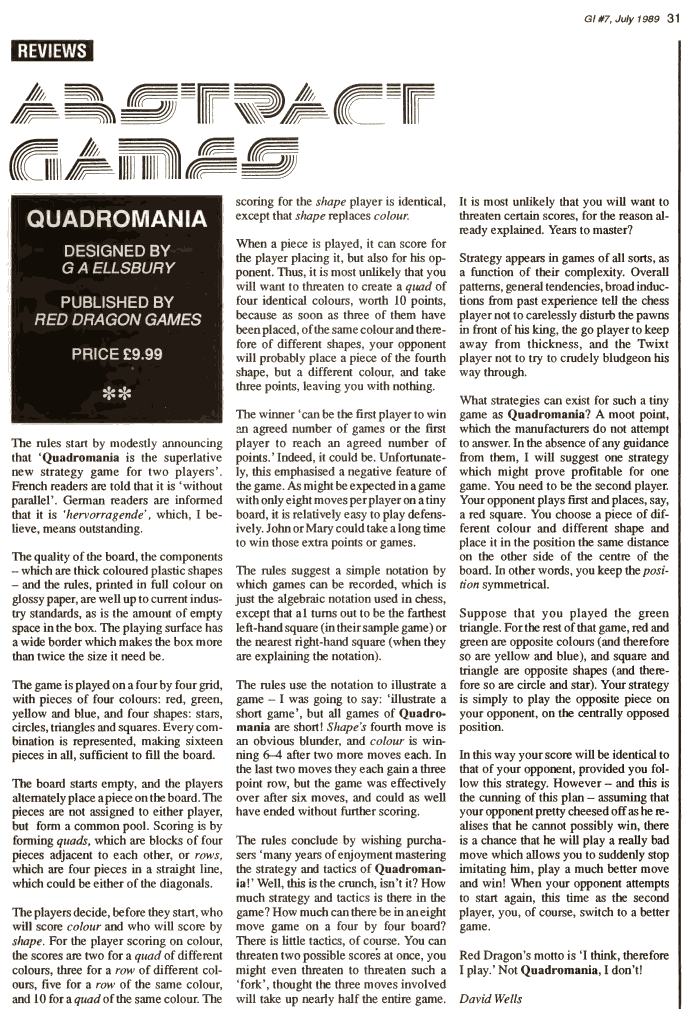 GI #7, July 1989 31
REVIEWS
ABSTRACT
GAMES
QUADROMANIA
DESIGNED BY
G A ELLSBURY
PUBLISHED BY
RED DRAGON GAMES
PRICE £9.99
**
The rules start by modestly announcing
that ‘Quadromania is the superlative
new strategy game for two players’.
French readers are told that it is ‘without
parallel’. German readers are informed
that it is ‘hervorragende’, which, I be-
lieve, means outstanding.
The quality of the board, the components
– which are thick coloured plastic shapes
– and the rules, printed in full colour on
glossy paper, are well up to current indus-
try standards, as is the amount of empty
space in the box. The playing surface has
a wide border which makes the box more
than twice the size it need be.
The game is played on a four by four grid,
with pieces of four colours: red, green,
yellow and blue, and four shapes: stars,
circles, triangles and squares. Every com-
bination is represented, making sixteen
pieces in all, sufficient to fill the board.
The board starts empty, and the players
alternately place a piece on the board. The
pieces are not assigned to either player,
but form a common pool. Scoring is by
forming quads, which are blocks of four
pieces adjacent to each other, or rows,
which are four pieces in a straight line,
which could be either of the diagonals.
The players decide, before they start, who
will score colour and who will score by
shape. For the player scoring on colour,
the scores are two for a quad of different
colours, three for a row of different col-
ours, five for a row of the same colour,
and 10 for a quad of the same colour. The
scoring for the shape player is identical,
except that shape replaces colour.
When a piece is played, it can score for
the player placing it, but also for his op-
ponent. Thus, it is most unlikely that you
will want to threaten to create a quad of
four identical colours, worth 10 points,
because as soon as three of them have
been placed, of the same colour and there-
fore of different shapes, your opponent
will probably place a piece of the fourth
shape, but a different colour, and take
three points, leaving you with nothing.
The winner ‘can be the first player to win
an agreed number of games or the first
player to reach an agreed number of
points.’ Indeed, it could be. Unfortunate-
ly, this emphasised a negative feature of
the game. As might be expected in a game
with only eight moves per player on a tiny
board, it is relatively easy to play defens-
ively. John or Mary could take a long time
to win those extra points or games.
The rules suggest a simple notation by
which games can be recorded, which is
just the algebraic notation used in chess,
except that a1 turns out to be the farthest
left-hand square (in their sample game) or
the nearest right-hand square (when they
are explaining the notation).
The rules use the notation to illustrate a
game – I was going to say: ‘illustrate a
short game’, but all games of Quadro-
mania are short! Shape’s fourth move is
an obvious blunder, and colour is win-
ning 6–4 after two more moves each. In
the last two moves they each gain a three
point row, but the game was effectively
over after six moves, and could as well
have ended without further scoring.
The rules conclude by wishing purcha-
sers ‘many years of enjoyment mastering
the strategy and tactics of Quadroman-
ia!’ Well, this is the crunch, isn’t it? How
much strategy and tactics is there in the
game? How much can there be in an eight
move game on a four by four board?
There is little tactics, of course. You can
threaten two possible scores at once, you
might even threaten to threaten such a
‘fork’, thought the three moves involved
will take up nearly half the entire game.
It is most unlikely that you will want to
threaten certain scores, for the reason al-
ready explained. Years to master?
Strategy appears in games of all sorts, as
a function of their complexity. Overall
patterns, general tendencies, broad induc-
tions from past experience tell the chess
player not to carelessly disturb the pawns
in front of his king, the go player to keep
away from thickness, and the Twixt
player not to try to crudely bludgeon his
way through.
What strategies can exist for such a tiny
game as Quadromania? A moot point,
which the manufacturers do not attempt
to answer. In the absence of any guidance
from them, I will suggest one strategy
which might prove profitable for one
game. You need to be the second player.
Your opponent plays first and places, say,
a red square. You choose a piece of dif-
ferent colour and different shape and
place it in the position the same distance
on the other side of the centre of the
board. In other words, you keep the posi-
tion symmetrical.
Suppose that you played the green
triangle. For the rest of that game, red and
green are opposite colours (and therefore
so are yellow and blue), and square and
triangle are opposite shapes (and there-
fore so are circle and star). Your strategy
is simply to play the opposite piece on
your opponent, on the centrally opposed
position.
In this way your score will be identical to
that of your opponent, provided you fol-
low this strategy. However – and this is
the cunning of this plan – assuming that
your opponent pretty cheesed off as he re-
alises that he cannot possibly win, there
is a chance that he will play a really bad
move which allows you to suddenly stop
imitating him, play a much better move
and win! When your opponent attempts
to start again, this time as the second
player, you, of course, switch to a better
game.
Red Dragon’s motto is ‘I think, therefore
I play.’ Not Quadromania, I don’t!
David Wells